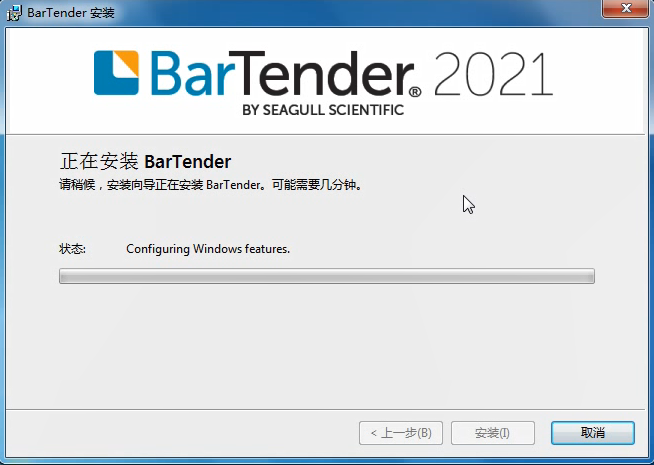 BarTender 安装
BarTender® 2021
BY SEAGULL SCIENTIFIC
正在安装 BarTender
请稍候，安装向导正在安装 BarTender。可能需要几分钟。
状态: Configuring Windows features.
< 上一步(B) 安装(I) 取消